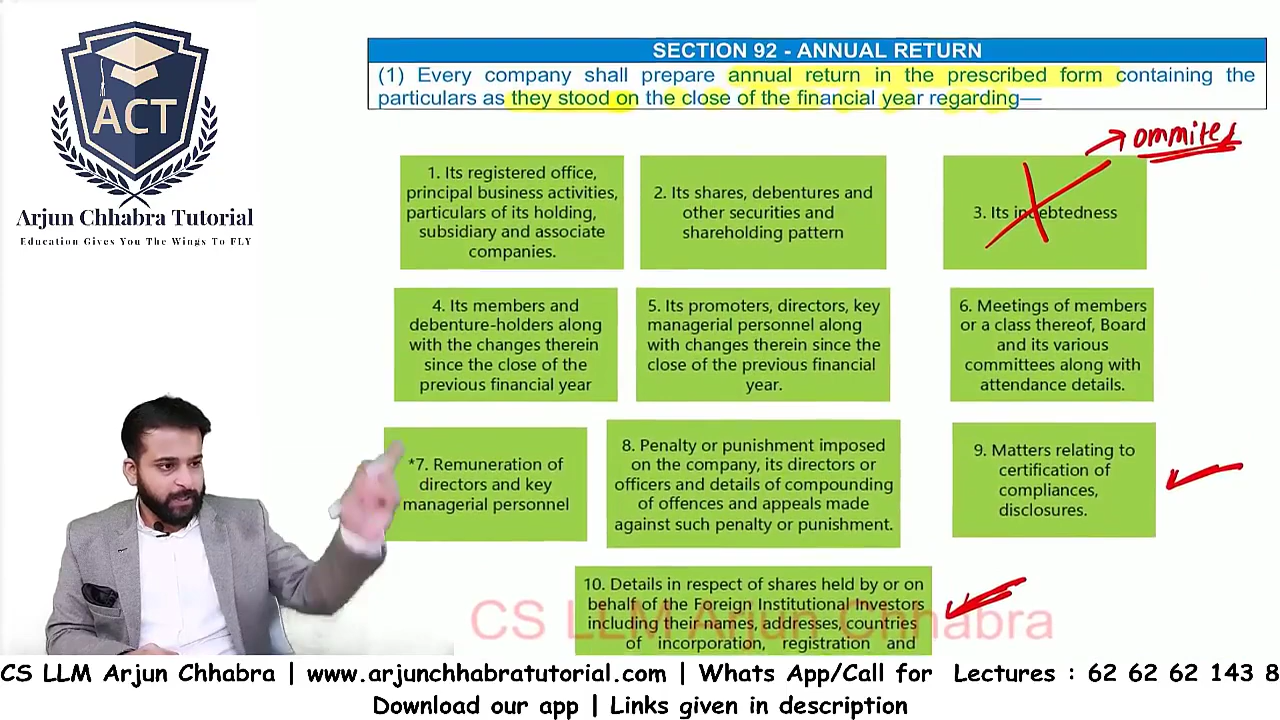 SECTION 92 - ANNUAL RETURN
(1) Every company shall prepare annual return in the prescribed form containing the
particulars as they stood on the close of the financial year regarding—
ACT
Arjun Chhabra Tutorial
Education Gives You The Wings To FLY
ommited
1. Its registered office,
principal business activities,
particulars of its holding,
subsidiary and associate
companies.
2. Its shares, debentures and
other securities and
shareholding pattern
3. Its indebtedness
4. Its members and
debenture-holders along
with the changes therein
since the close of the
previous financial year
5. Its promoters, directors, key
managerial personnel along
with changes therein since the
close of the previous financial
year.
6. Meetings of members
or a class thereof, Board
and its various
committees along with
attendance details.
*7. Remuneration of
directors and key
managerial personnel
8. Penalty or punishment imposed
on the company, its directors or
officers and details of compounding
of offences and appeals made
against such penalty or punishment.
9. Matters relating to
certification of
compliances,
disclosures.
10. Details in respect of shares held by or on
behalf of the Foreign Institutional Investors
including their names, addresses, countries
of incorporation, registration and
CS LLM Arjun Chhabra
CS LLM Arjun Chhabra | www.arjunchhabratutorial.com | Whats App/Call for Lectures : 62 62 62 143 8
Download our app | Links given in description